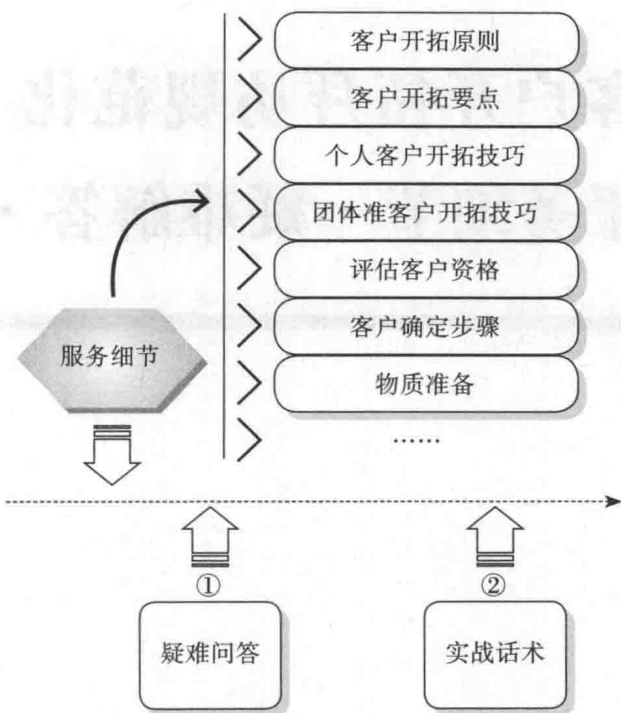 客户开拓原则
客户开拓要点
个人客户开拓技巧
团体准客户开拓技巧
评估客户资格
服务细节
客户确定步骤
物质准备
……
①
②
疑难问答
实战话术